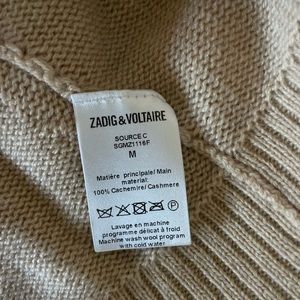 ZADIG & VOLTAIRE
SOURCE C
SGMZ1116F
M
Matière principale/ Main
material:
100% Cachemire/ Cashmere
P
Lavage en machine
programme délicat à froid
Machine wash wool program
with cold water